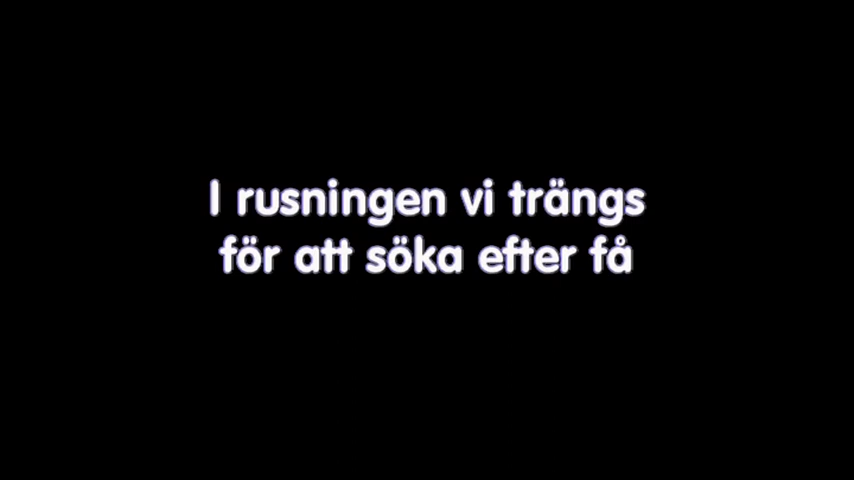 I rusningen vi trängs
för att söka efter få